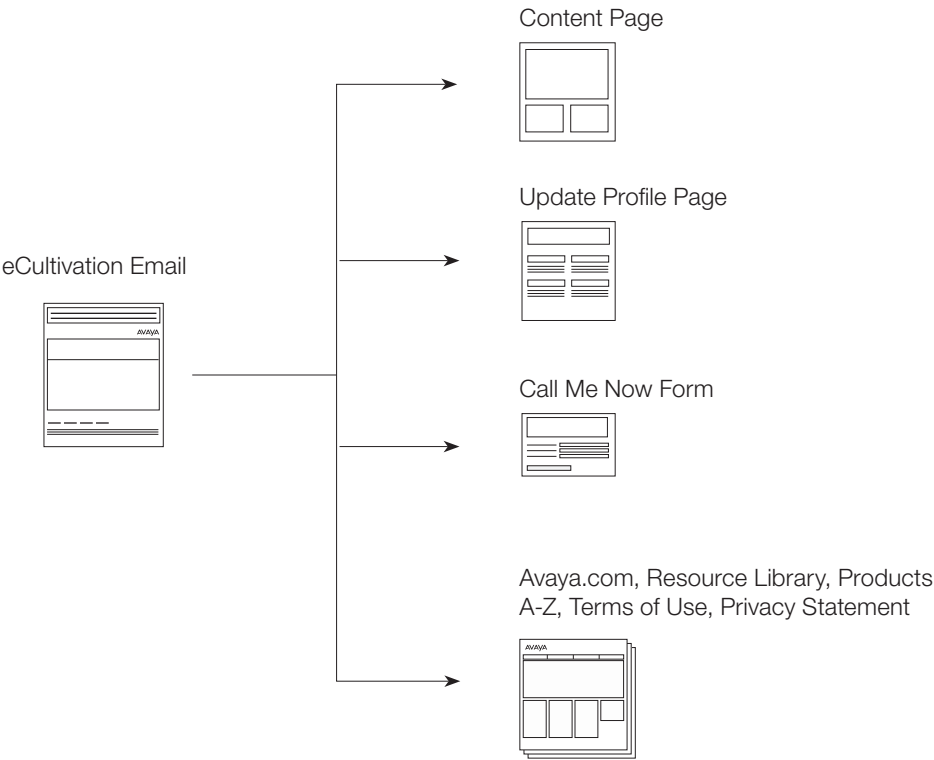 Content Page
Update Profile Page
eCultivation Email
AVAYA
Call Me Now Form
Avaya.com, Resource Library, Products
A-Z, Terms of Use, Privacy Statement
AVAYA